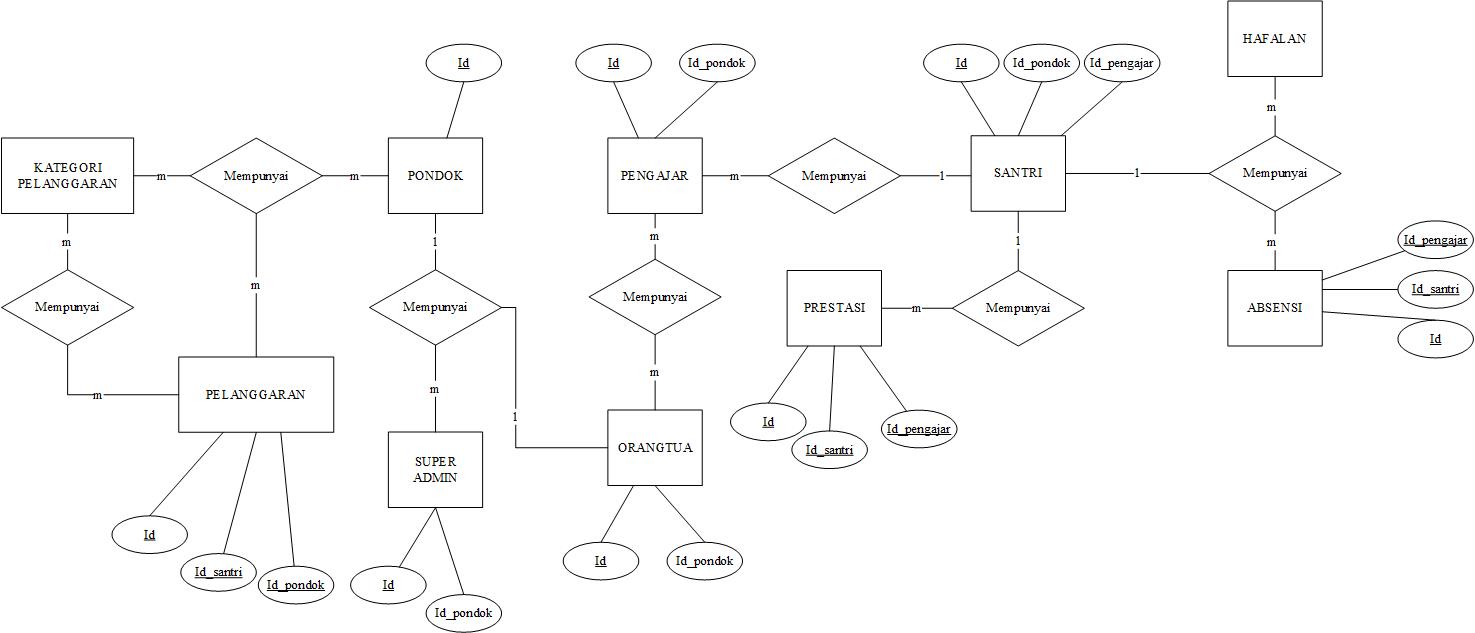 HAFALAN
Id
Id
Id_pondok
Id
Id_pondok
Id_pengajar
m
KATEGORI
PELANGGARAN
m
Mempunyai
m
PONDOK
PENGAJAR
m
Mempunyai
1
SANTRI
1
Mempunyai
m
1
m
1
m
Id_pengajar
Mempunyai
m
Mempunyai
Mempunyai
PRESTASI
m
Mempunyai
ABSENSI
Id_santri
Id
m
PELANGGARAN
m
1
m
ORANGTUA
Id
Id_santri
Id_pengajar
SUPER
ADMIN
Id
Id_santri
Id_pondok
Id
Id_pondok
Id
Id_pondok